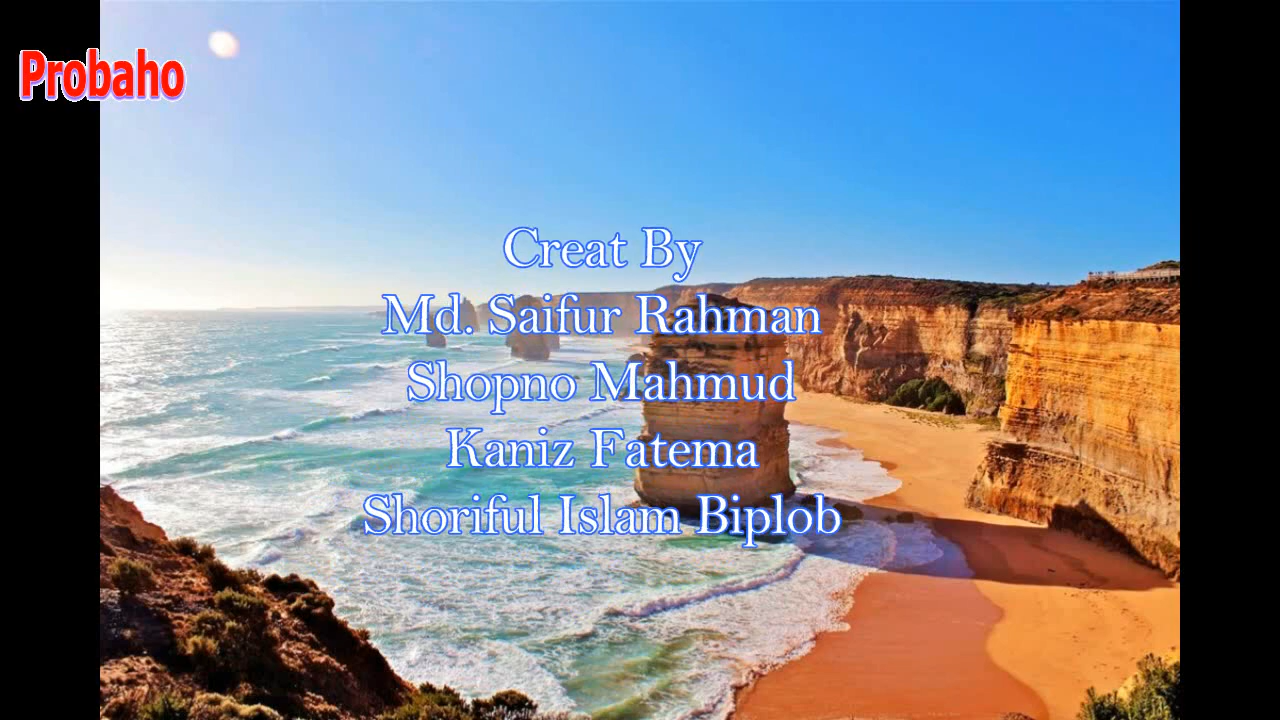 Probaho
Creat By
Md. Saifur Rahman
Shopno Mahmud
Kaniz Fatema
Shoriful Islam Biplob